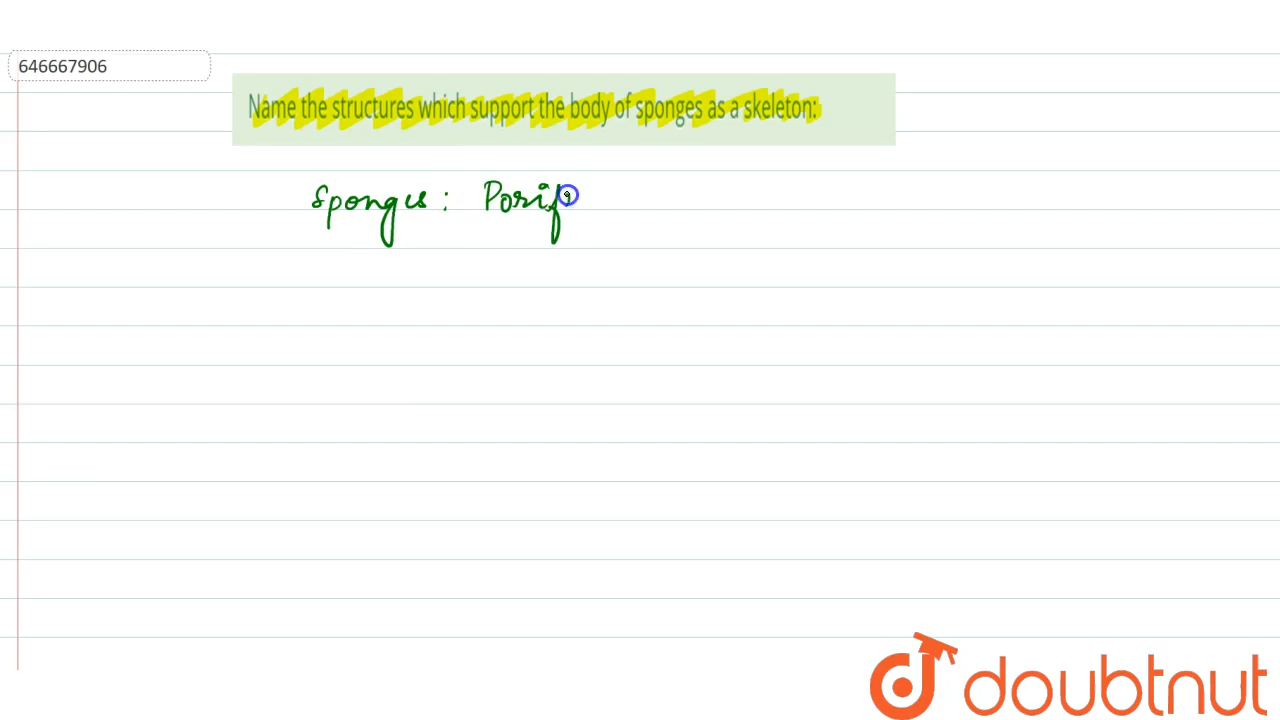 646667906
Name the structures which support the body of sponges as a skeleton:
Sponges : Porif
doubtnut